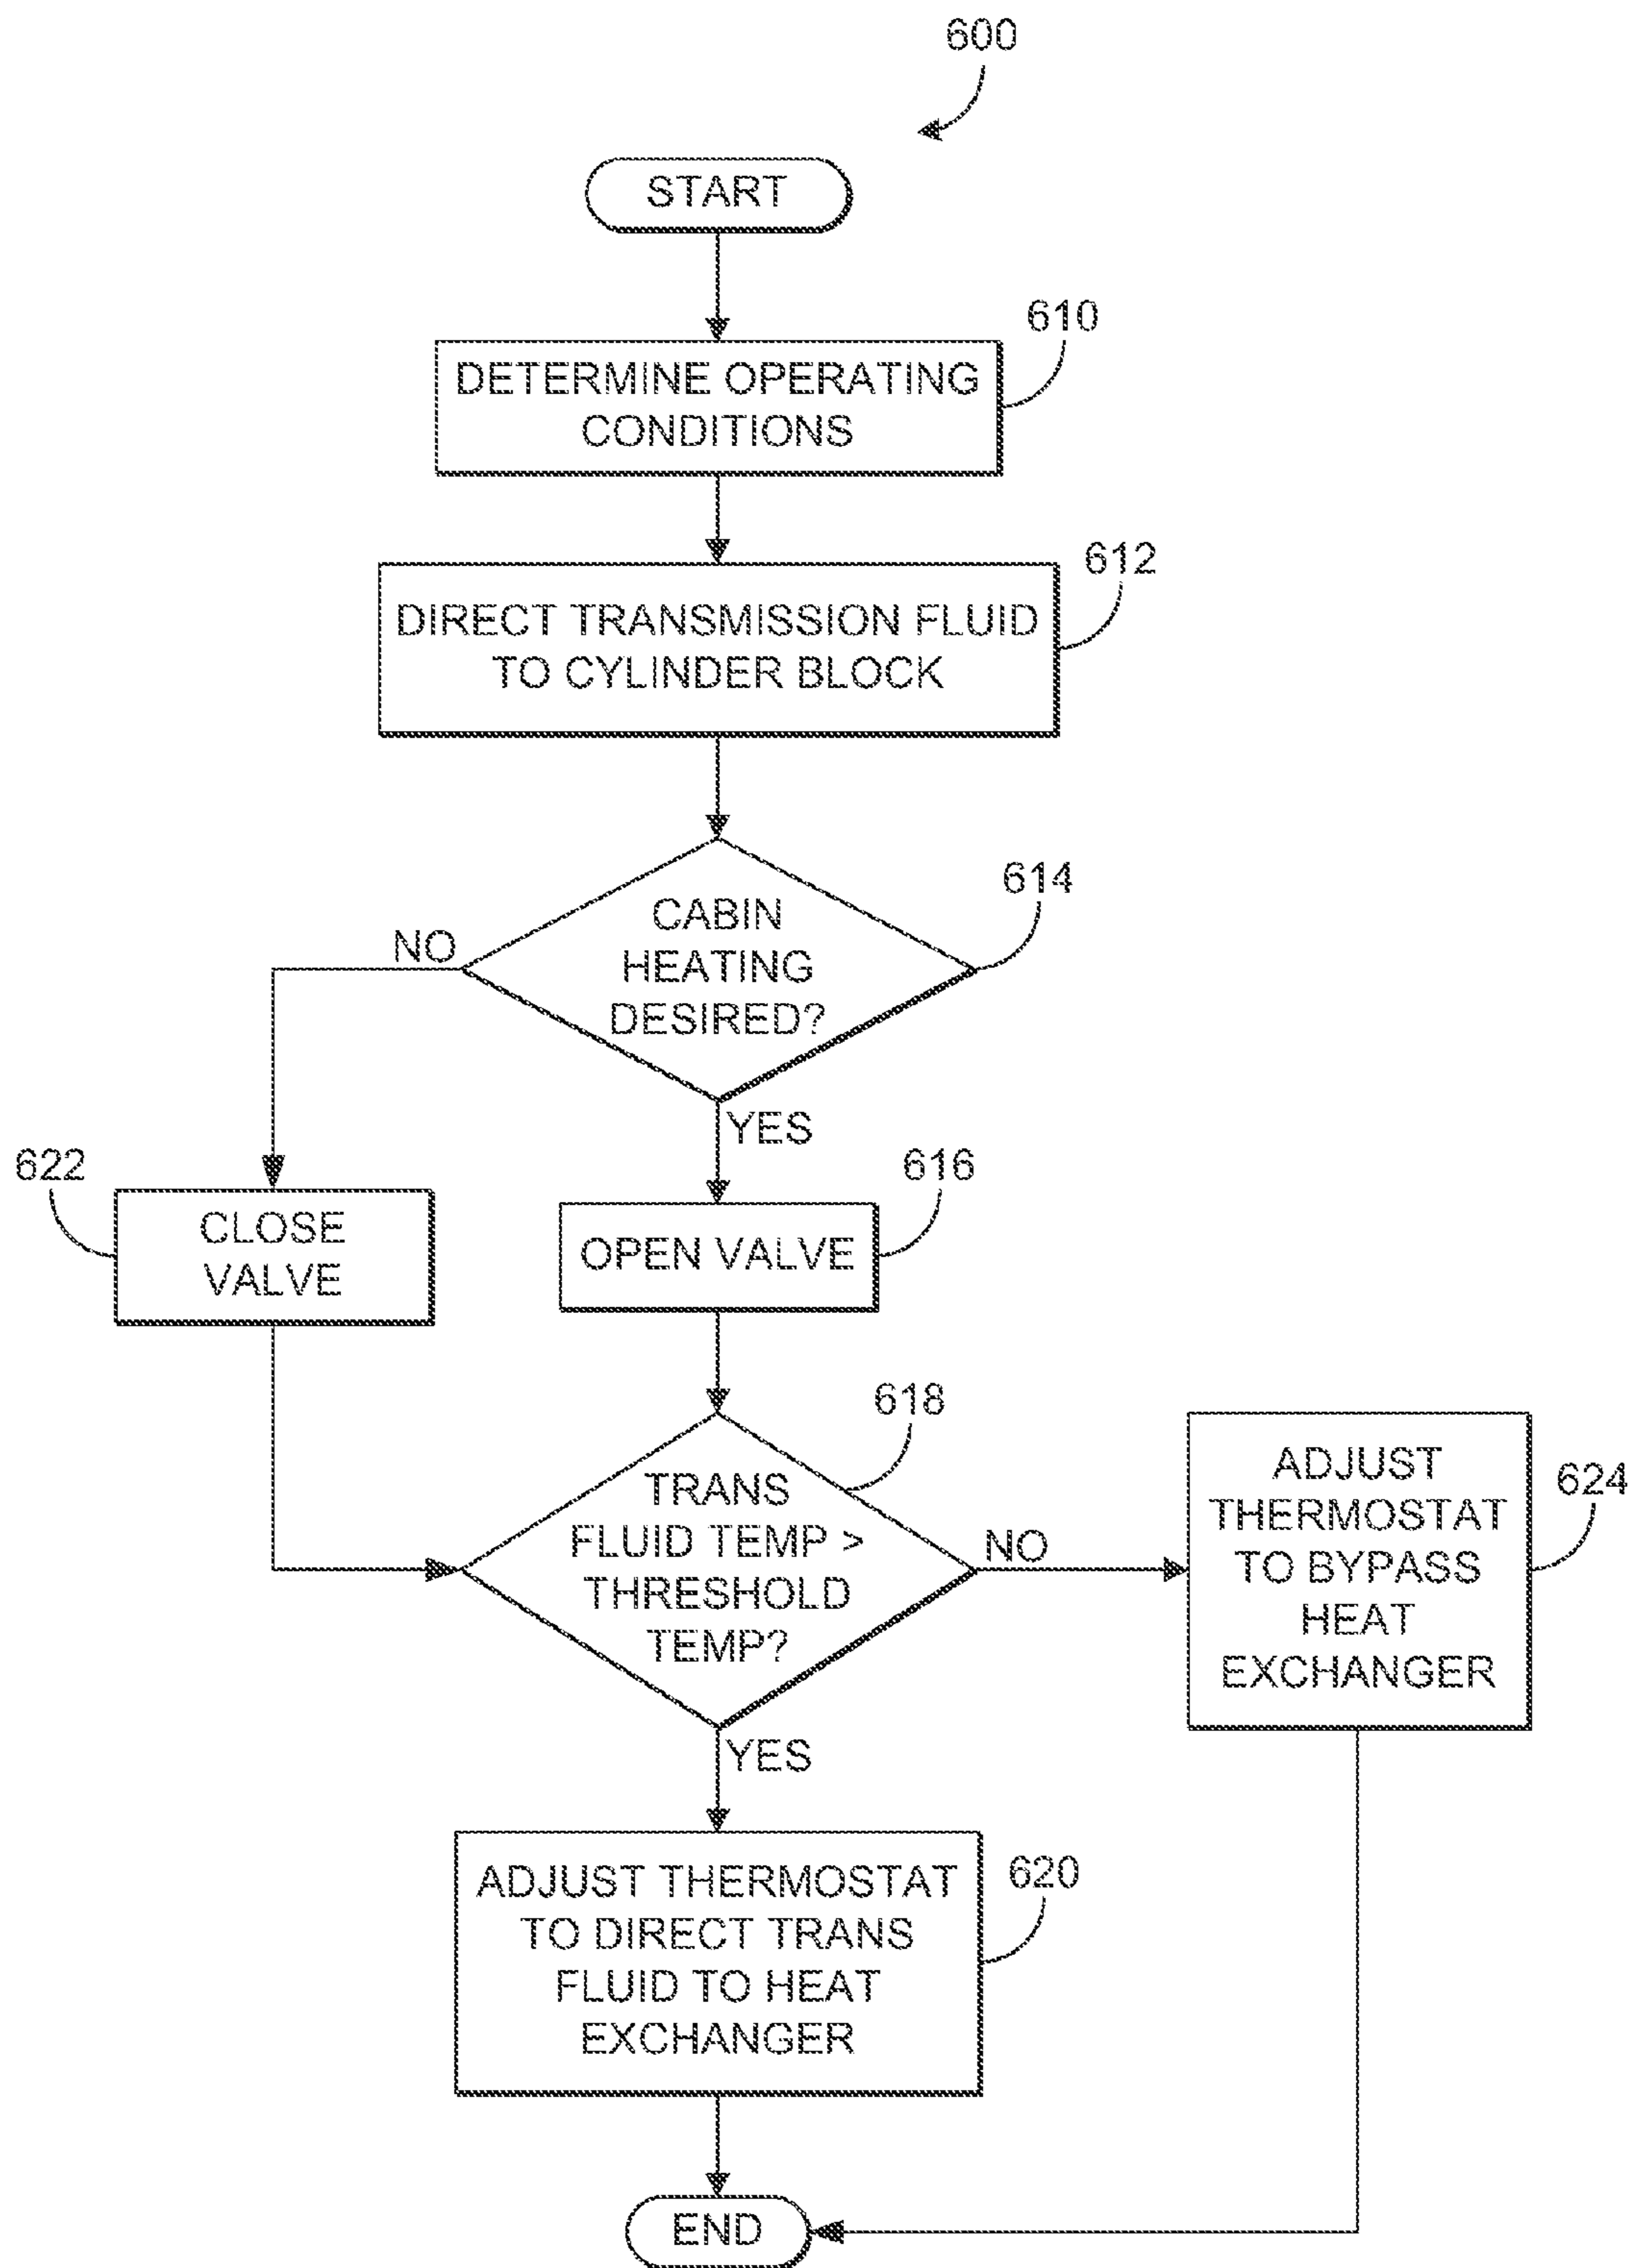 600
START
610
DETERMINE OPERATING
CONDITIONS
612
DIRECT TRANSMISSION FLUID
TO CYLINDER BLOCK
614
CABIN
HEATING
DESIRED?
NO
YES
622
CLOSE
VALVE
616
OPEN VALVE
618
TRANS
FLUID TEMP >
THRESHOLD
TEMP?
NO
YES
624
ADJUST
THERMOSTAT
TO BYPASS
HEAT
EXCHANGER
620
ADJUST THERMOSTAT
TO DIRECT TRANS
FLUID TO HEAT
EXCHANGER
END